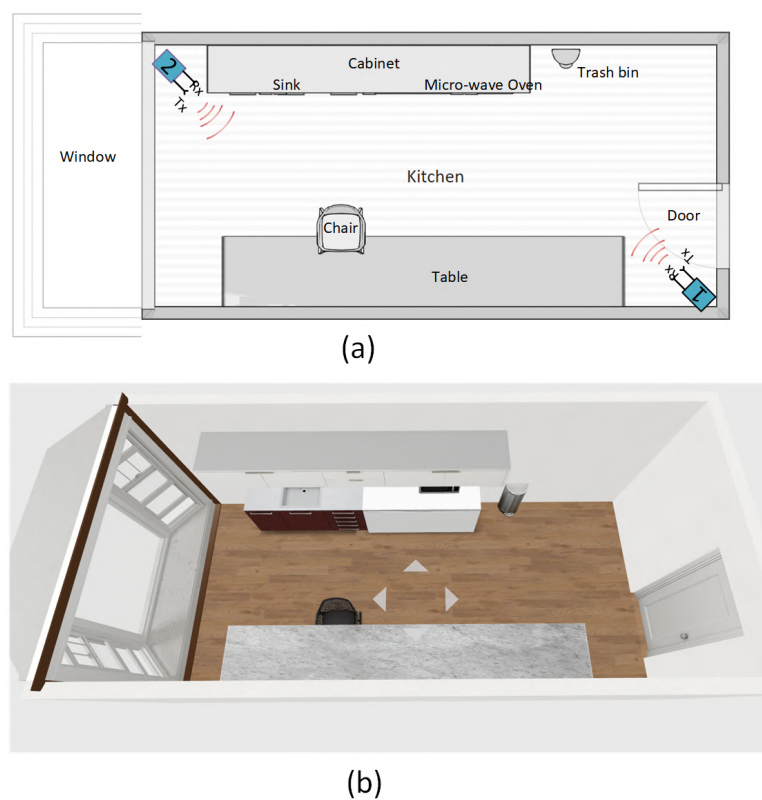 2
Rx
Tx
Cabinet
Sink
Micro-wave Oven
Trash bin
Window
Kitchen
Chair
Door
Table
Tx
Rx
1
(a)
(b)